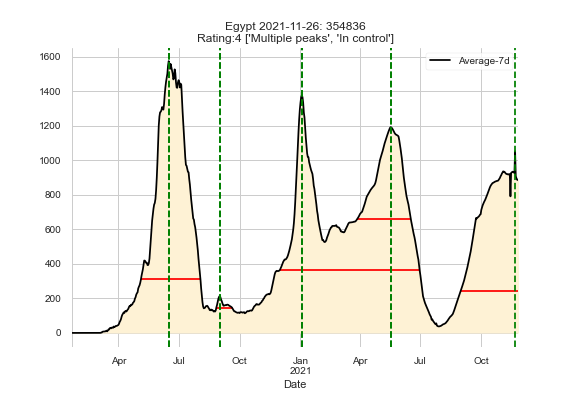 Egypt 2021-11-26: 354836
Rating:4 ['Multiple peaks', 'In control']
Average-7d
1600
1400
1200
1000
800
600
400
200
0
Apr Jul Oct Jan Apr Jul Oct
2021
Date